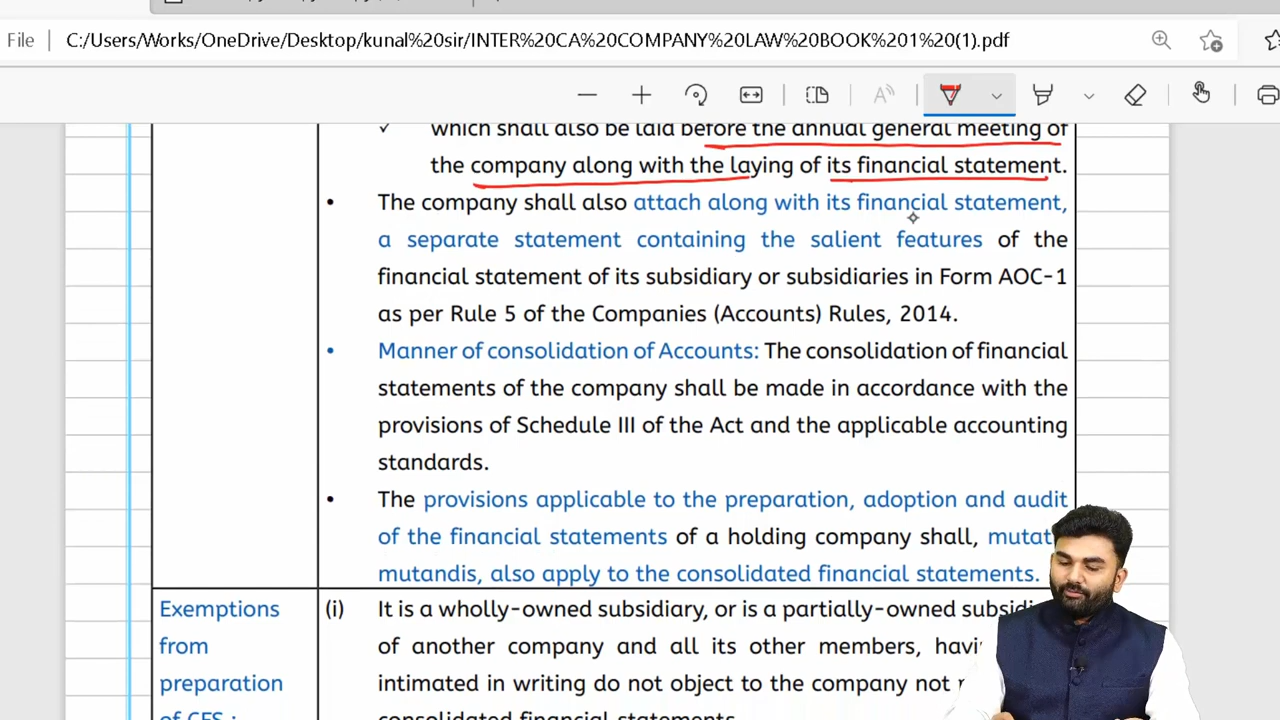 File
C:/Users/Works/OneDrive/Desktop/kunal%20sir/INTER%20CA%20COMPANY%20LAW%20BOOK%201%20(1).pdf
which shall also be laid before the annual general meeting of
the company along with the laying of its financial statement.
• The company shall also attach along with its financial statement,
a separate statement containing the salient features of the
financial statement of its subsidiary or subsidiaries in Form AOC-1
as per Rule 5 of the Companies (Accounts) Rules, 2014.
• Manner of consolidation of Accounts: The consolidation of financial
statements of the company shall be made in accordance with the
provisions of Schedule III of the Act and the applicable accounting
standards.
• The provisions applicable to the preparation, adoption and audit
of the financial statements of a holding company shall,
mutandis, also apply to the consolidated financial statements.
Exemptions
from
preparation
of CFS :
(i) It is a wholly-owned subsidiary, or is a partially-owned
of another company and all its other members,
intimated in writing do not object to the company not
consolidated financial statements.